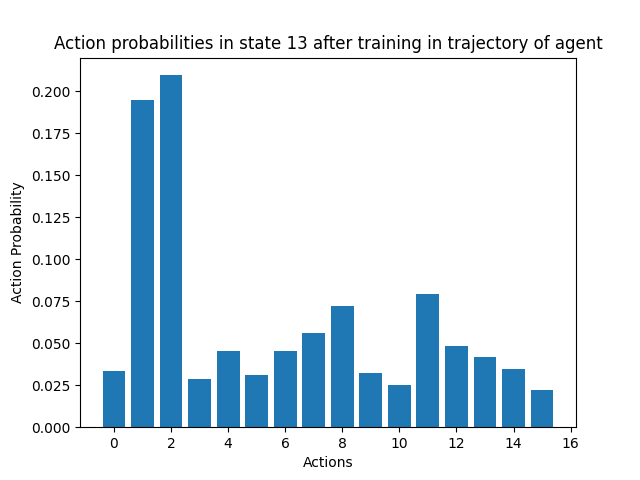 Action probabilities in state 13 after training in trajectory of agent
0.200
0.175
0.150
0.125
0.100
0.075
0.050
0.025
0.000
Action Probability
0 2 4 6 8 10 12 14 16
Actions